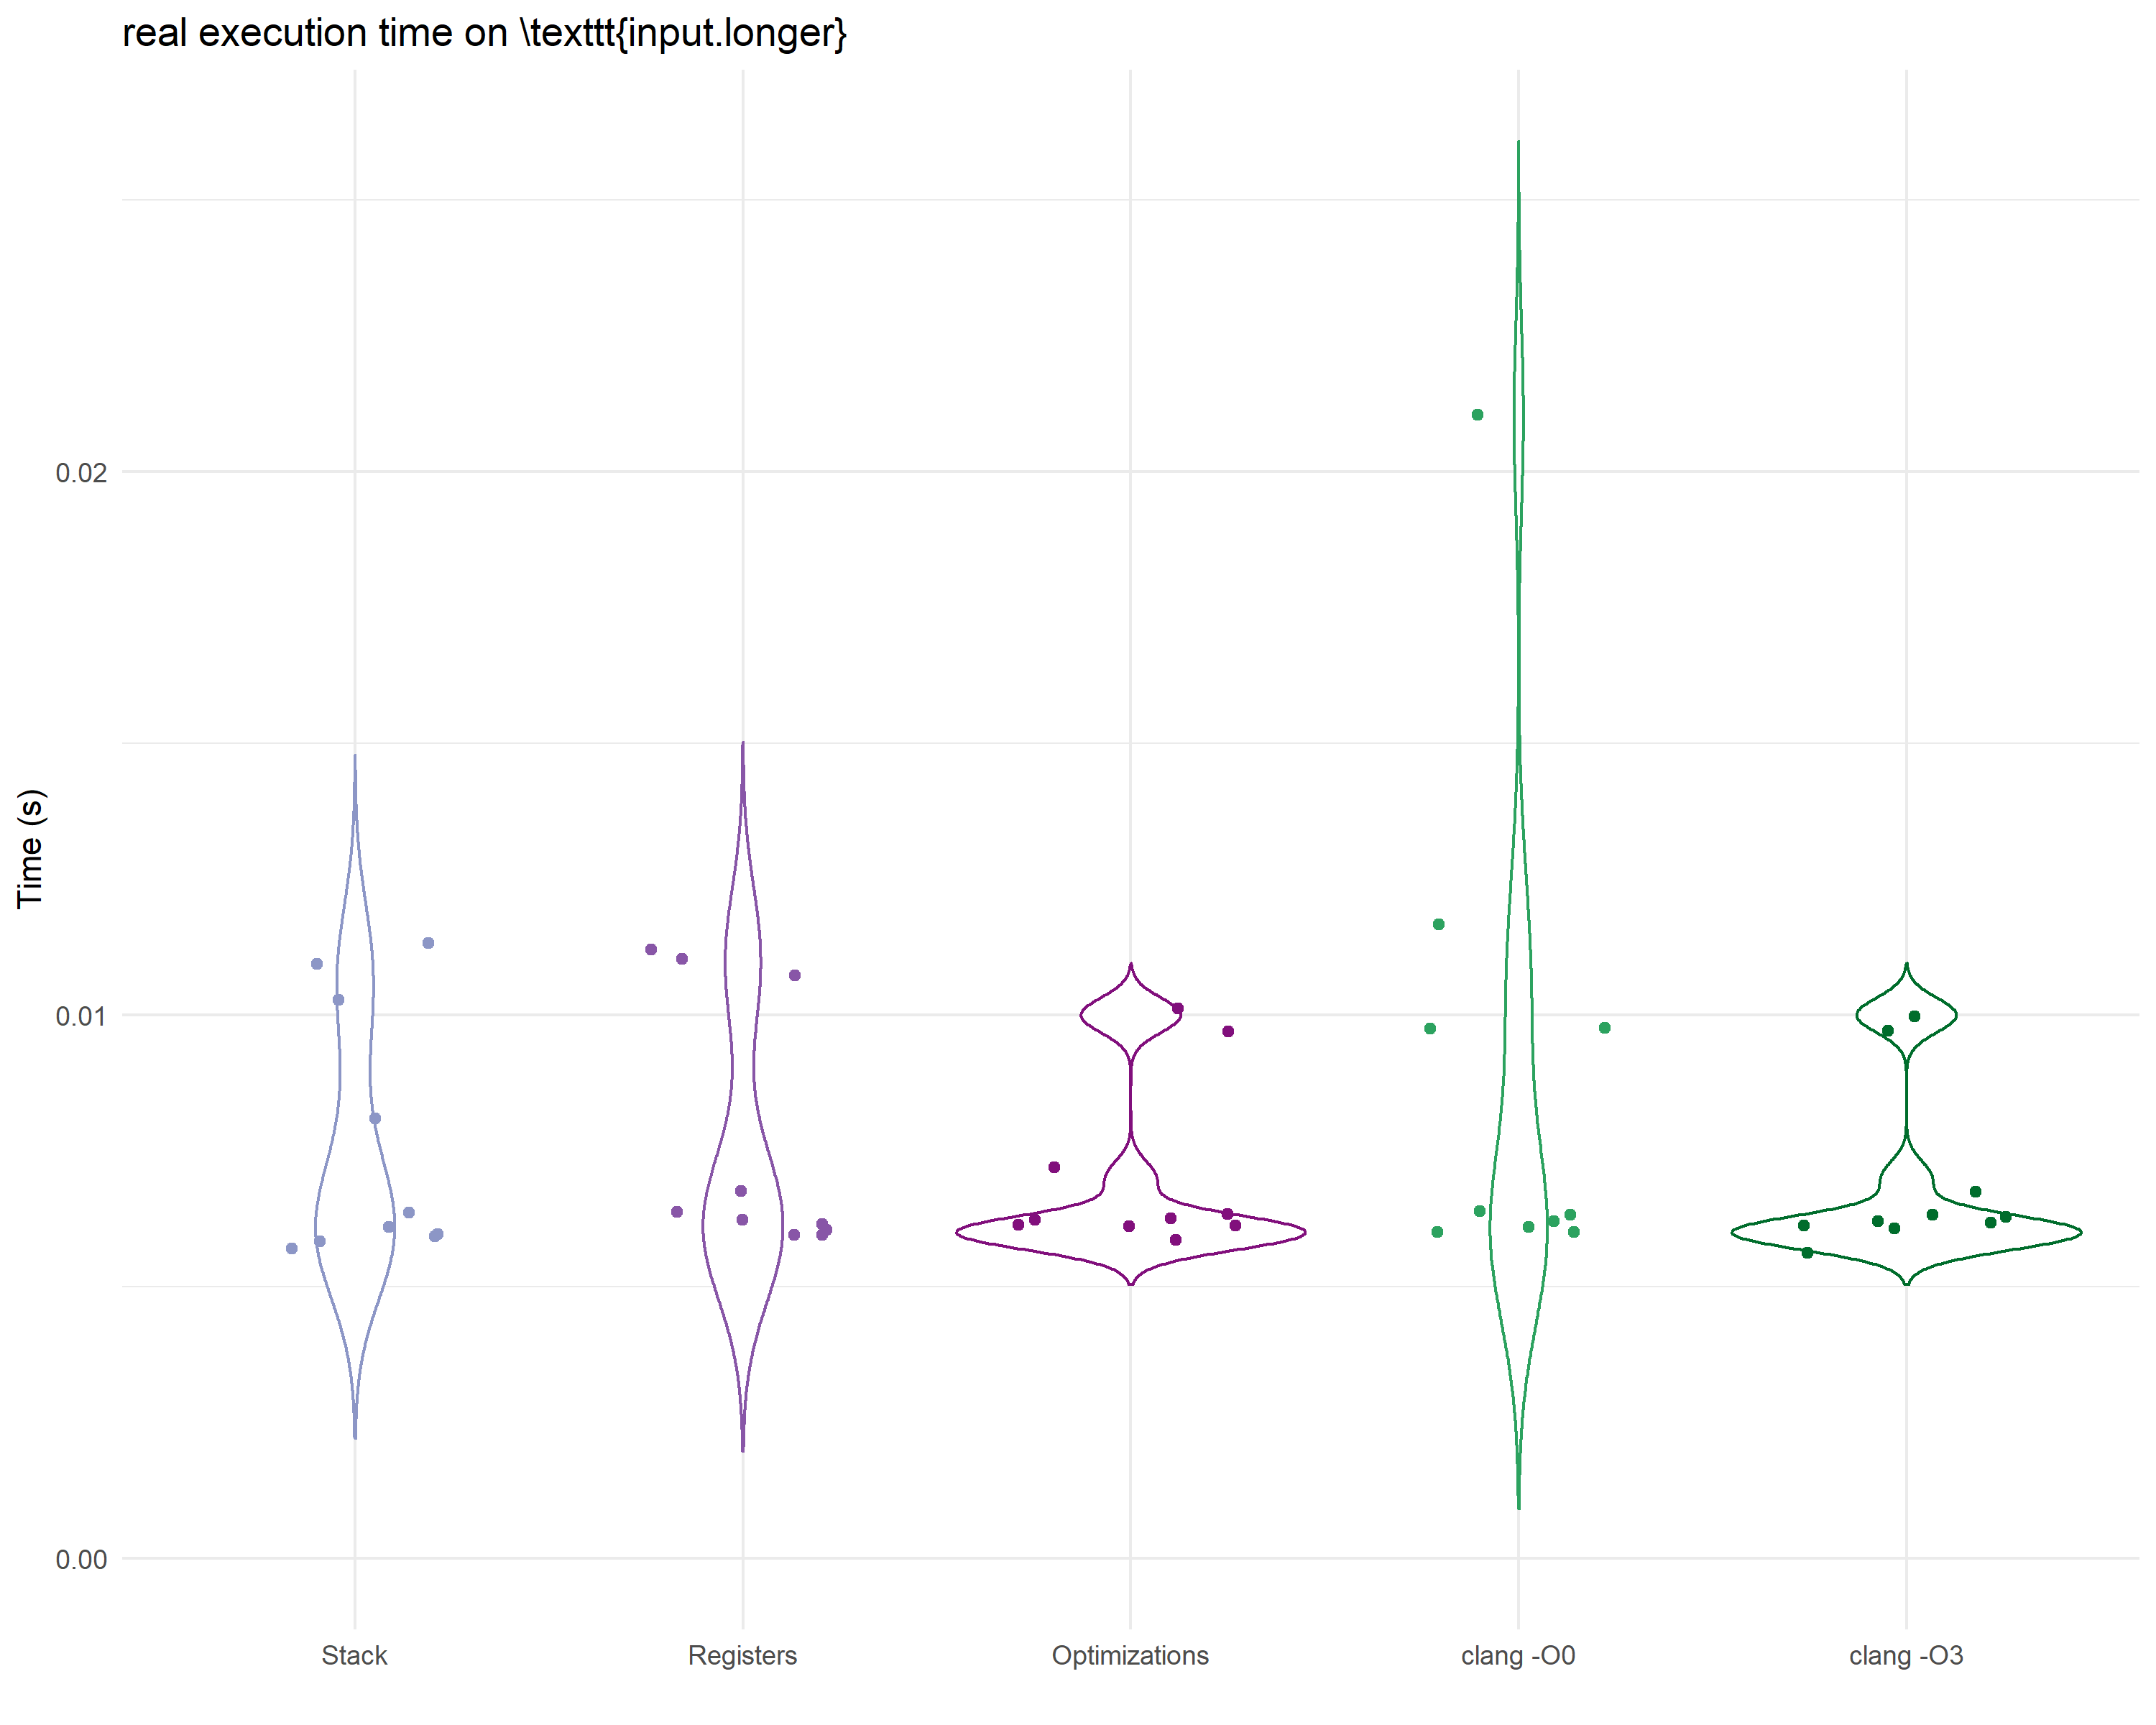 real execution time on \texttt{input.longer}
Time (s)
0.02
0.01
0.00
Stack
Registers
Optimizations
clang -O0
clang -O3